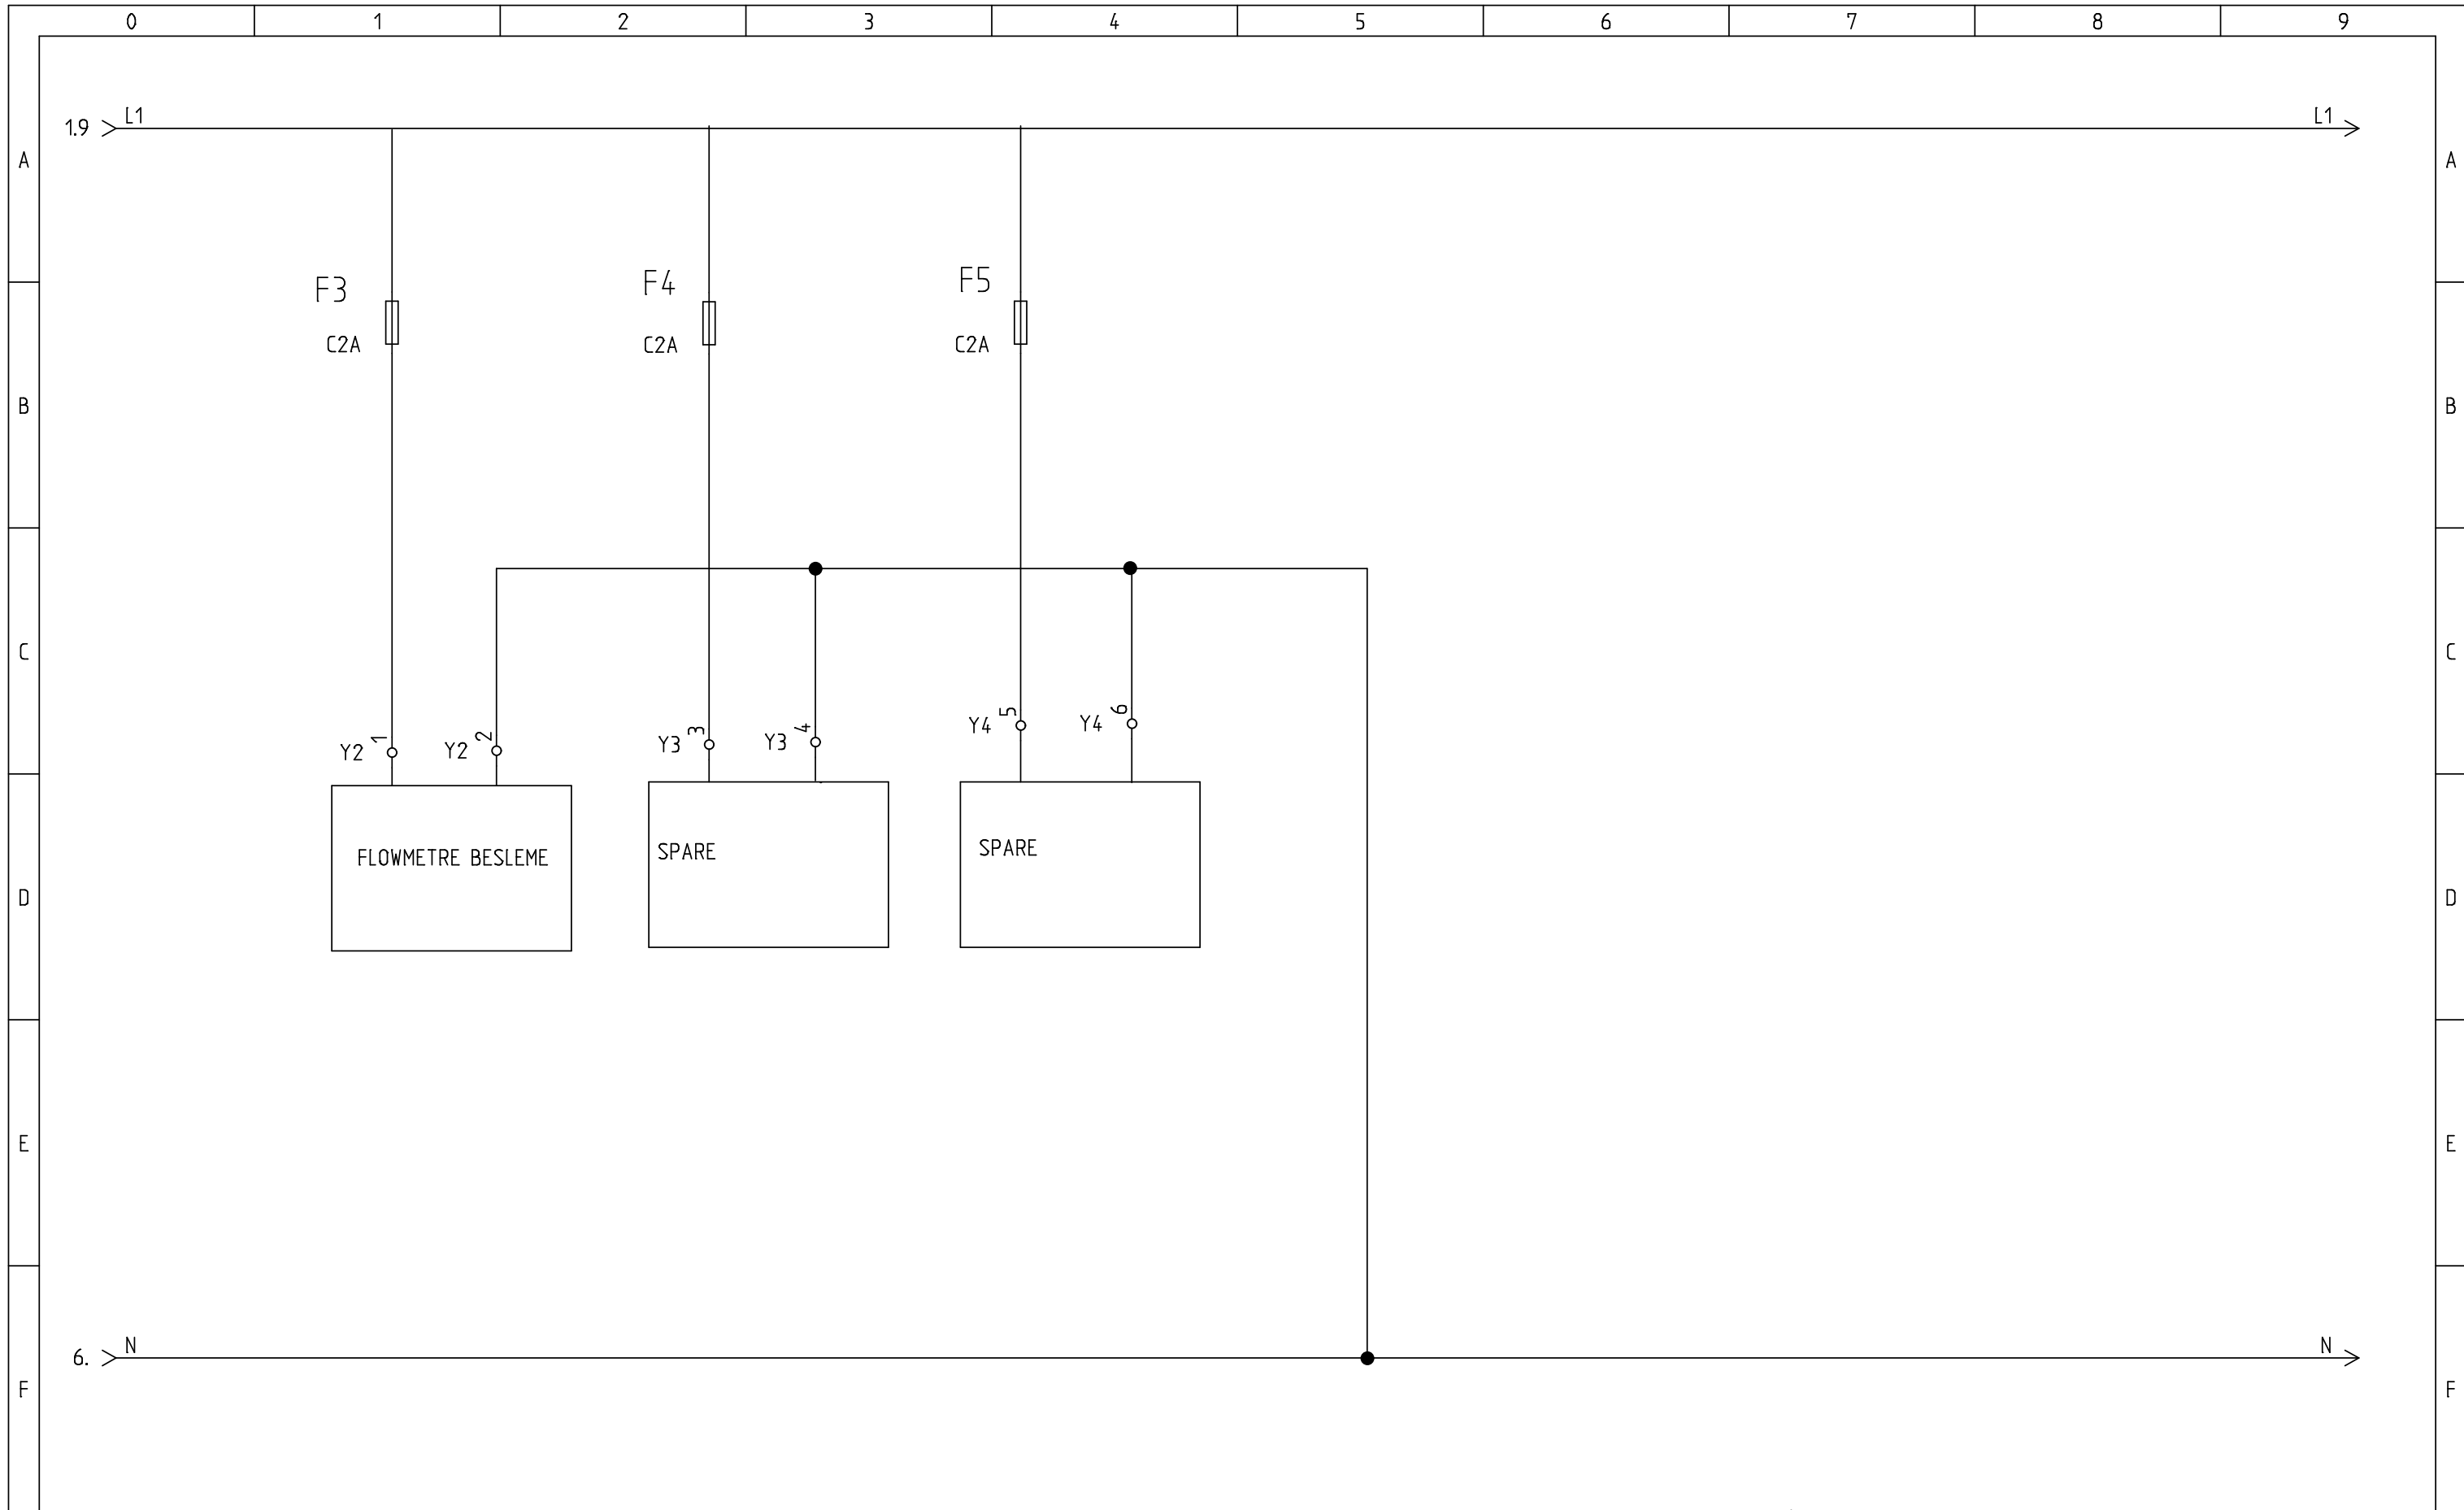 0 1 2 3 4 5 6 7 8 9
1.9 L1 L1
A A
F3 F4 F5
C2A C2A C2A
B B
C C
Y2 1 Y2 2 Y3 3 Y3 4 Y4 5 Y4 6
FLOWMETRE BESLEME SPARE SPARE
D D
E E
6. N N
F F